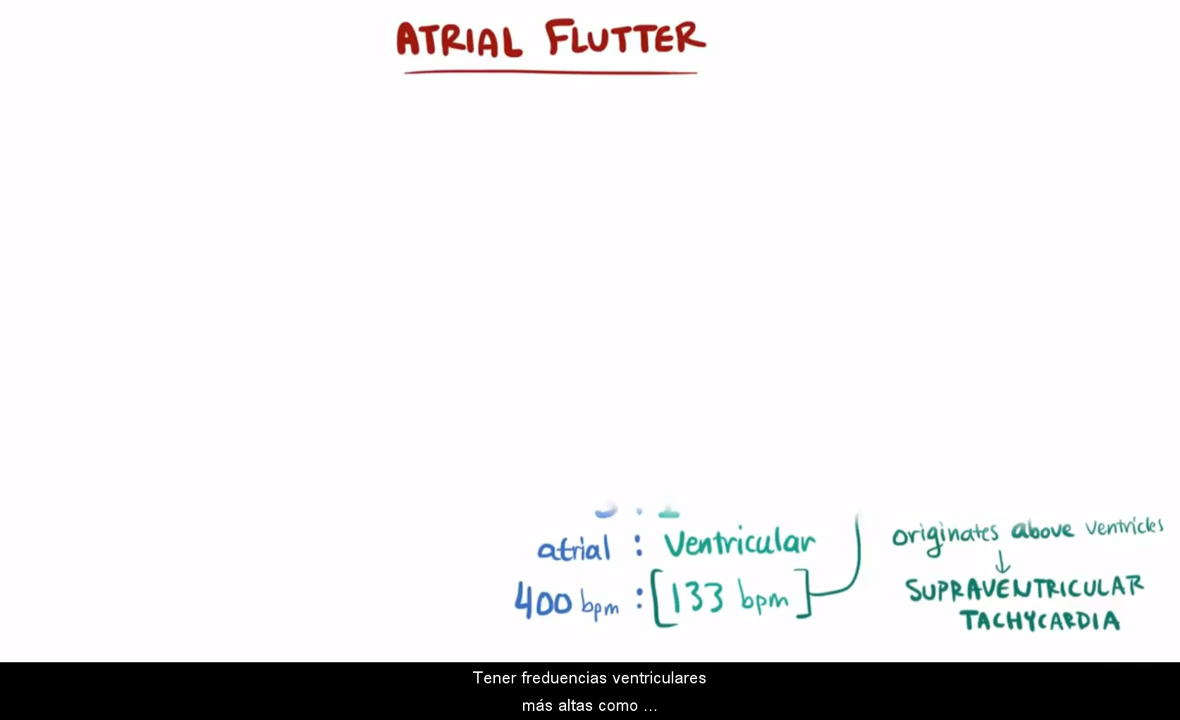 ATRIAL FLUTTER
atrial : Ventricular
400 bpm : [133 bpm]
originates above ventricles
↓
SUPRAVENTRICULAR
TACHYCARDIA
Tener freduencias ventriculares
más altas como ...